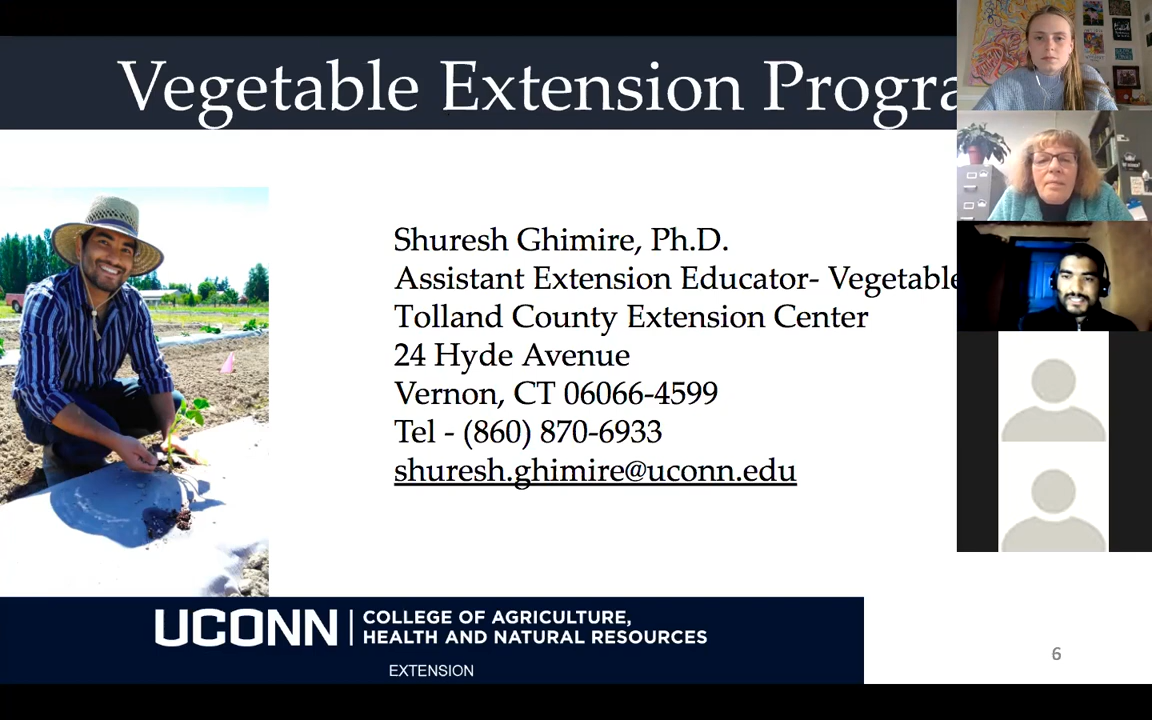 Vegetable Extension Progra
Shuresh Ghimire, Ph.D.
Assistant Extension Educator- Vegetable
Tolland County Extension Center
24 Hyde Avenue
Vernon, CT 06066-4599
Tel - (860) 870-6933
shuresh.ghimire@uconn.edu
UCONN
COLLEGE OF AGRICULTURE,
HEALTH AND NATURAL RESOURCES
EXTENSION
6